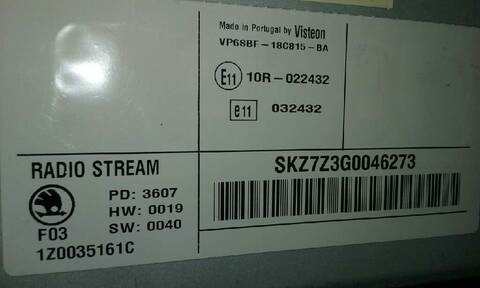 Made in Portugal by Visteon
VP6SBF-18C815-BA
E11 10R-022432
e11 032432
RADIO STREAM
SKZ7Z3G0046273
PD: 3607
HW: 0019
F03 SW: 0040
1Z0035161C